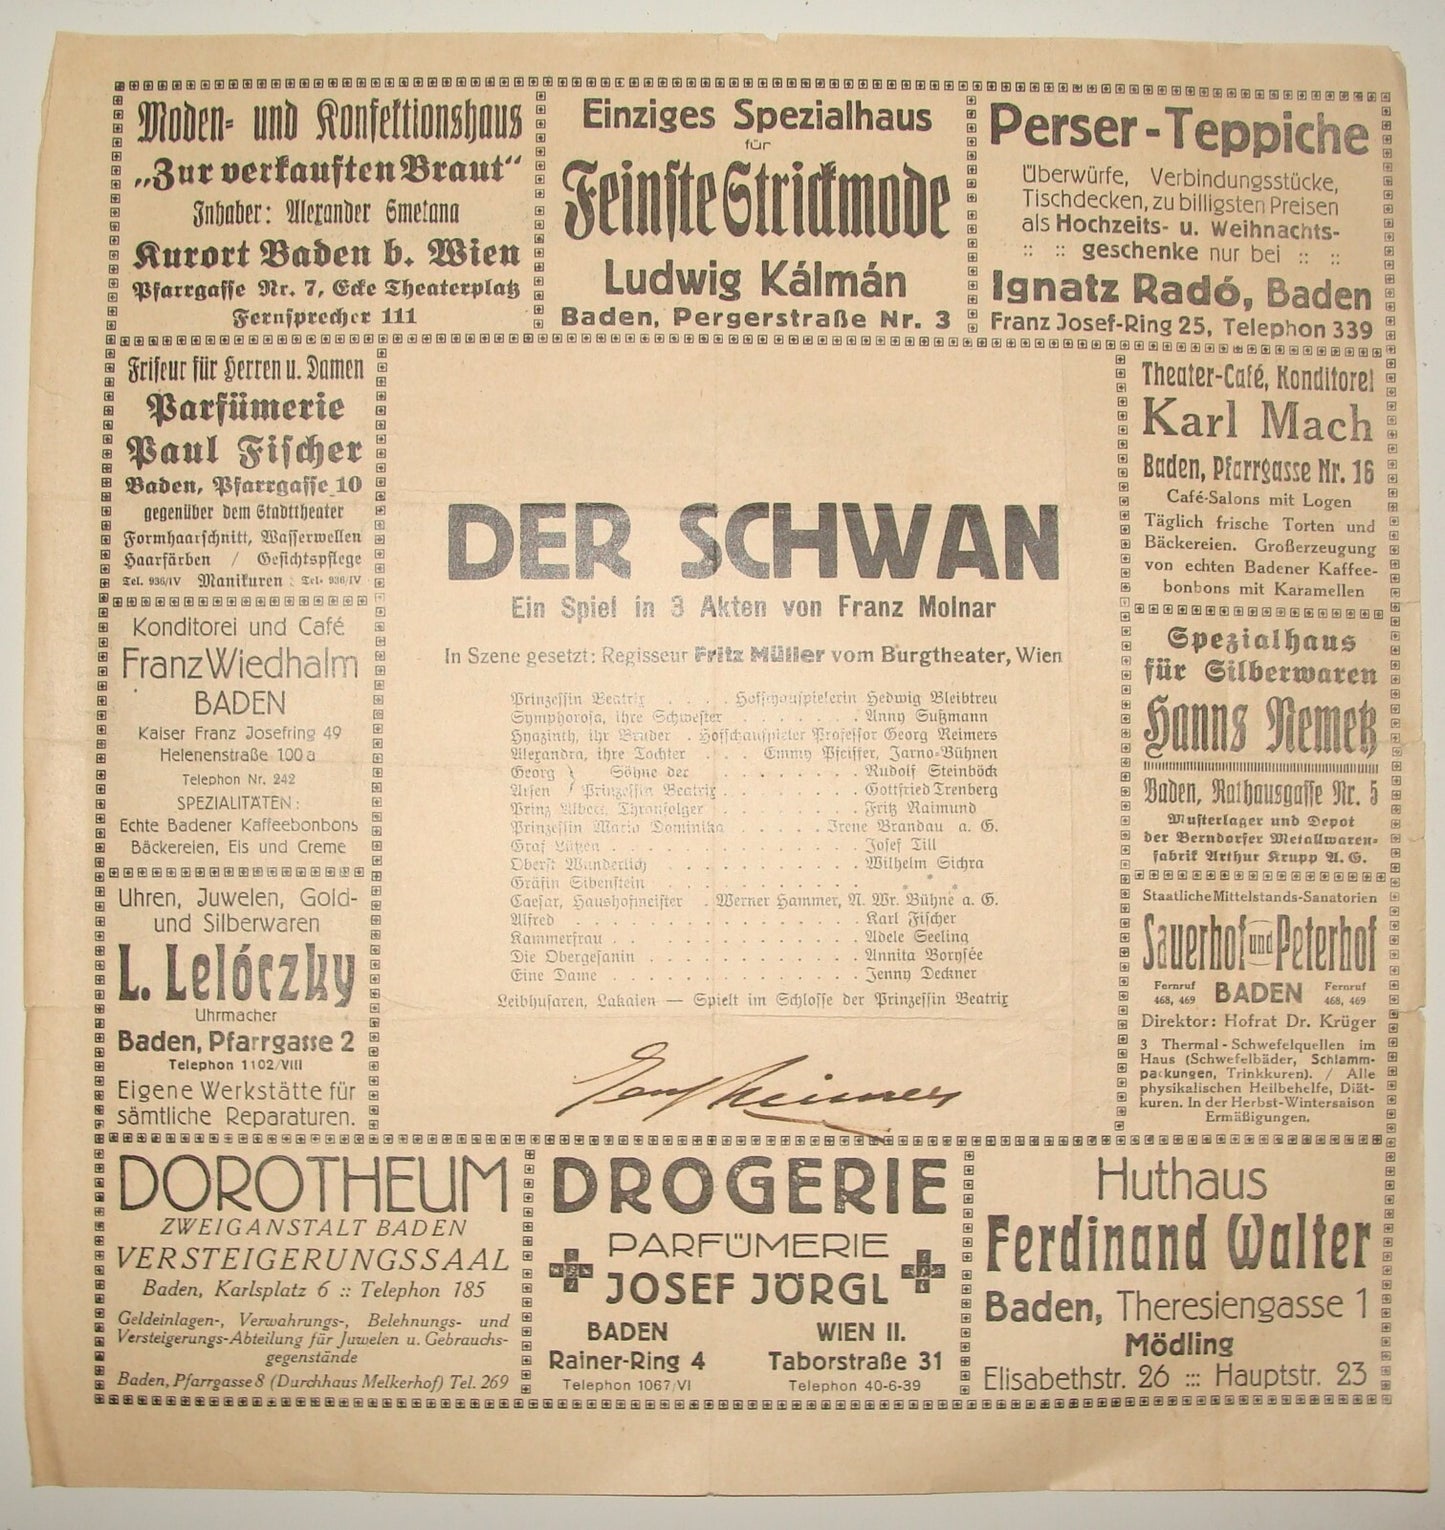 Moden- und Konfektionshaus
„Zur verkauften Braut“
Inhaber: Alexander Smetana
Kurort Baden b. Wien
Pfarrgasse Nr. 7, Ecke Theaterplatz
Fernsprecher 111
Einziges Spezialhaus
für
Feinste Strickmode
Ludwig Kálmán
Baden, Pergerstraße Nr. 3
Perser-Teppiche
Überwürfe, Verbindungsstücke,
Tischdecken, zu billigsten Preisen
als Hochzeits- u. Weihnachts-
:: :: geschenke nur bei :: ::
Ignatz Radó, Baden
Franz Josef-Ring 25, Telephon 339
Friseur für Herren u. Damen
Parfümerie
Paul Fischer
Baden, Pfarrgasse 10
gegenüber dem Stadttheater
Formhaarschnitt, Wasserwellen
Haarfärben / Gesichtspflege
Tel. 936/IV Maniküren : Tel. 936/IV
Konditorei und Café
Franz Wiedhalm
BADEN
Kaiser Franz Josefring 49
Helenenstraße 100a
Telephon Nr. 242
SPEZIALITÄTEN:
Echte Badener Kaffeebonbons
Bäckereien, Eis und Creme
Uhren, Juwelen, Gold-
und Silberwaren
L. Lelóczky
Uhrmacher
Baden, Pfarrgasse 2
Telephon 1102/VIII
Eigene Werkstätte für
sämtliche Reparaturen.
DER SCHWAN
Ein Spiel in 3 Akten von Franz Molnar
In Szene gesetzt: Regisseur Fritz Müller vom Burgtheater, Wien
Prinzessin Beatrix . . . . Hofschauspielerin Hedwig Bleibtreu
Symphorosa, ihre Schwester . . . . . . . Anny Sußmann
Hyazinth, ihr Bruder . Hofschauspieler Professor Georg Reimers
Alexandra, ihre Tochter . . Emmy Pfeiffer, Jarno-Bühnen
Georg } Söhne der . . . . . . . . Rudolf Steinböck
Arsen / Prinzessin Beatrix . . . . . . . Gottfried Trenberg
Prinz Albert, Thronfolger . . . . . . . . Fritz Raimund
Prinzessin Maria Dominika . . . . . Irene Brandau a. G.
Graf Lützen . . . . . . . . . . . . . Josef Till
Oberst Wunderlich . . . . . . . . . . . Wilhelm Sichra
Gräfin Sibenstein . . . . . . . . . . . * * *
Caesar, Haushofmeister . Werner Hammer, N. Wr. Bühne a. G.
Alfred . . . . . . . . . . . . . . . Karl Fischer
Kammerfrau . . . . . . . . . . . . . Adele Seeling
Die Obergesanin . . . . . . . . . . . Annita Borysée
Eine Dame . . . . . . . . . . . . . Jenny Deckner
Leibhusaren, Lakaien — Spielt im Schlosse der Prinzessin Beatrix
Georg Reimers
Theater-Café, Konditorei
Karl Mach
Baden, Pfarrgasse Nr. 16
Café-Salons mit Logen
Täglich frische Torten und
Bäckereien. Großerzeugung
von echten Badener Kaffee-
bonbons mit Karamellen
Spezialhaus
für Silberwaren
Hanns Nemetz
Baden, Rathausgasse Nr. 5
Musterlager und Depot
der Berndorfer Metallwaren-
fabrik Arthur Krupp A. G.
Staatliche Mittelstands-Sanatorien
Sauerhof und Peterhof
Fernruf 468, 469 BADEN Fernruf 468, 469
Direktor: Hofrat Dr. Krüger
3 Thermal-Schwefelquellen im
Haus (Schwefelbäder, Schlamm-
packungen, Trinkkuren). / Alle
physikalischen Heilbehelfe, Diät-
kuren. In der Herbst-Wintersaison
Ermäßigungen.
DOROTHEUM
ZWEIGANSTALT BADEN
VERSTEIGERUNGSSAAL
Baden, Karlsplatz 6 :: Telephon 185
Geldeinlagen-, Verwahrungs-, Belehnungs- und
Versteigerungs-Abteilung für Juwelen u. Gebrauchs-
gegenstände
Baden, Pfarrgasse 8 (Durchhaus Melkerhof) Tel. 269
DROGERIE
PARFÜMERIE
JOSEF JÖRGL
BADEN WIEN II.
Rainer-Ring 4 Taborstraße 31
Telephon 1067/VI Telephon 40-6-39
Huthaus
Ferdinand Walter
Baden, Theresiengasse 1
Mödling
Elisabethstr. 26 ::: Hauptstr. 23